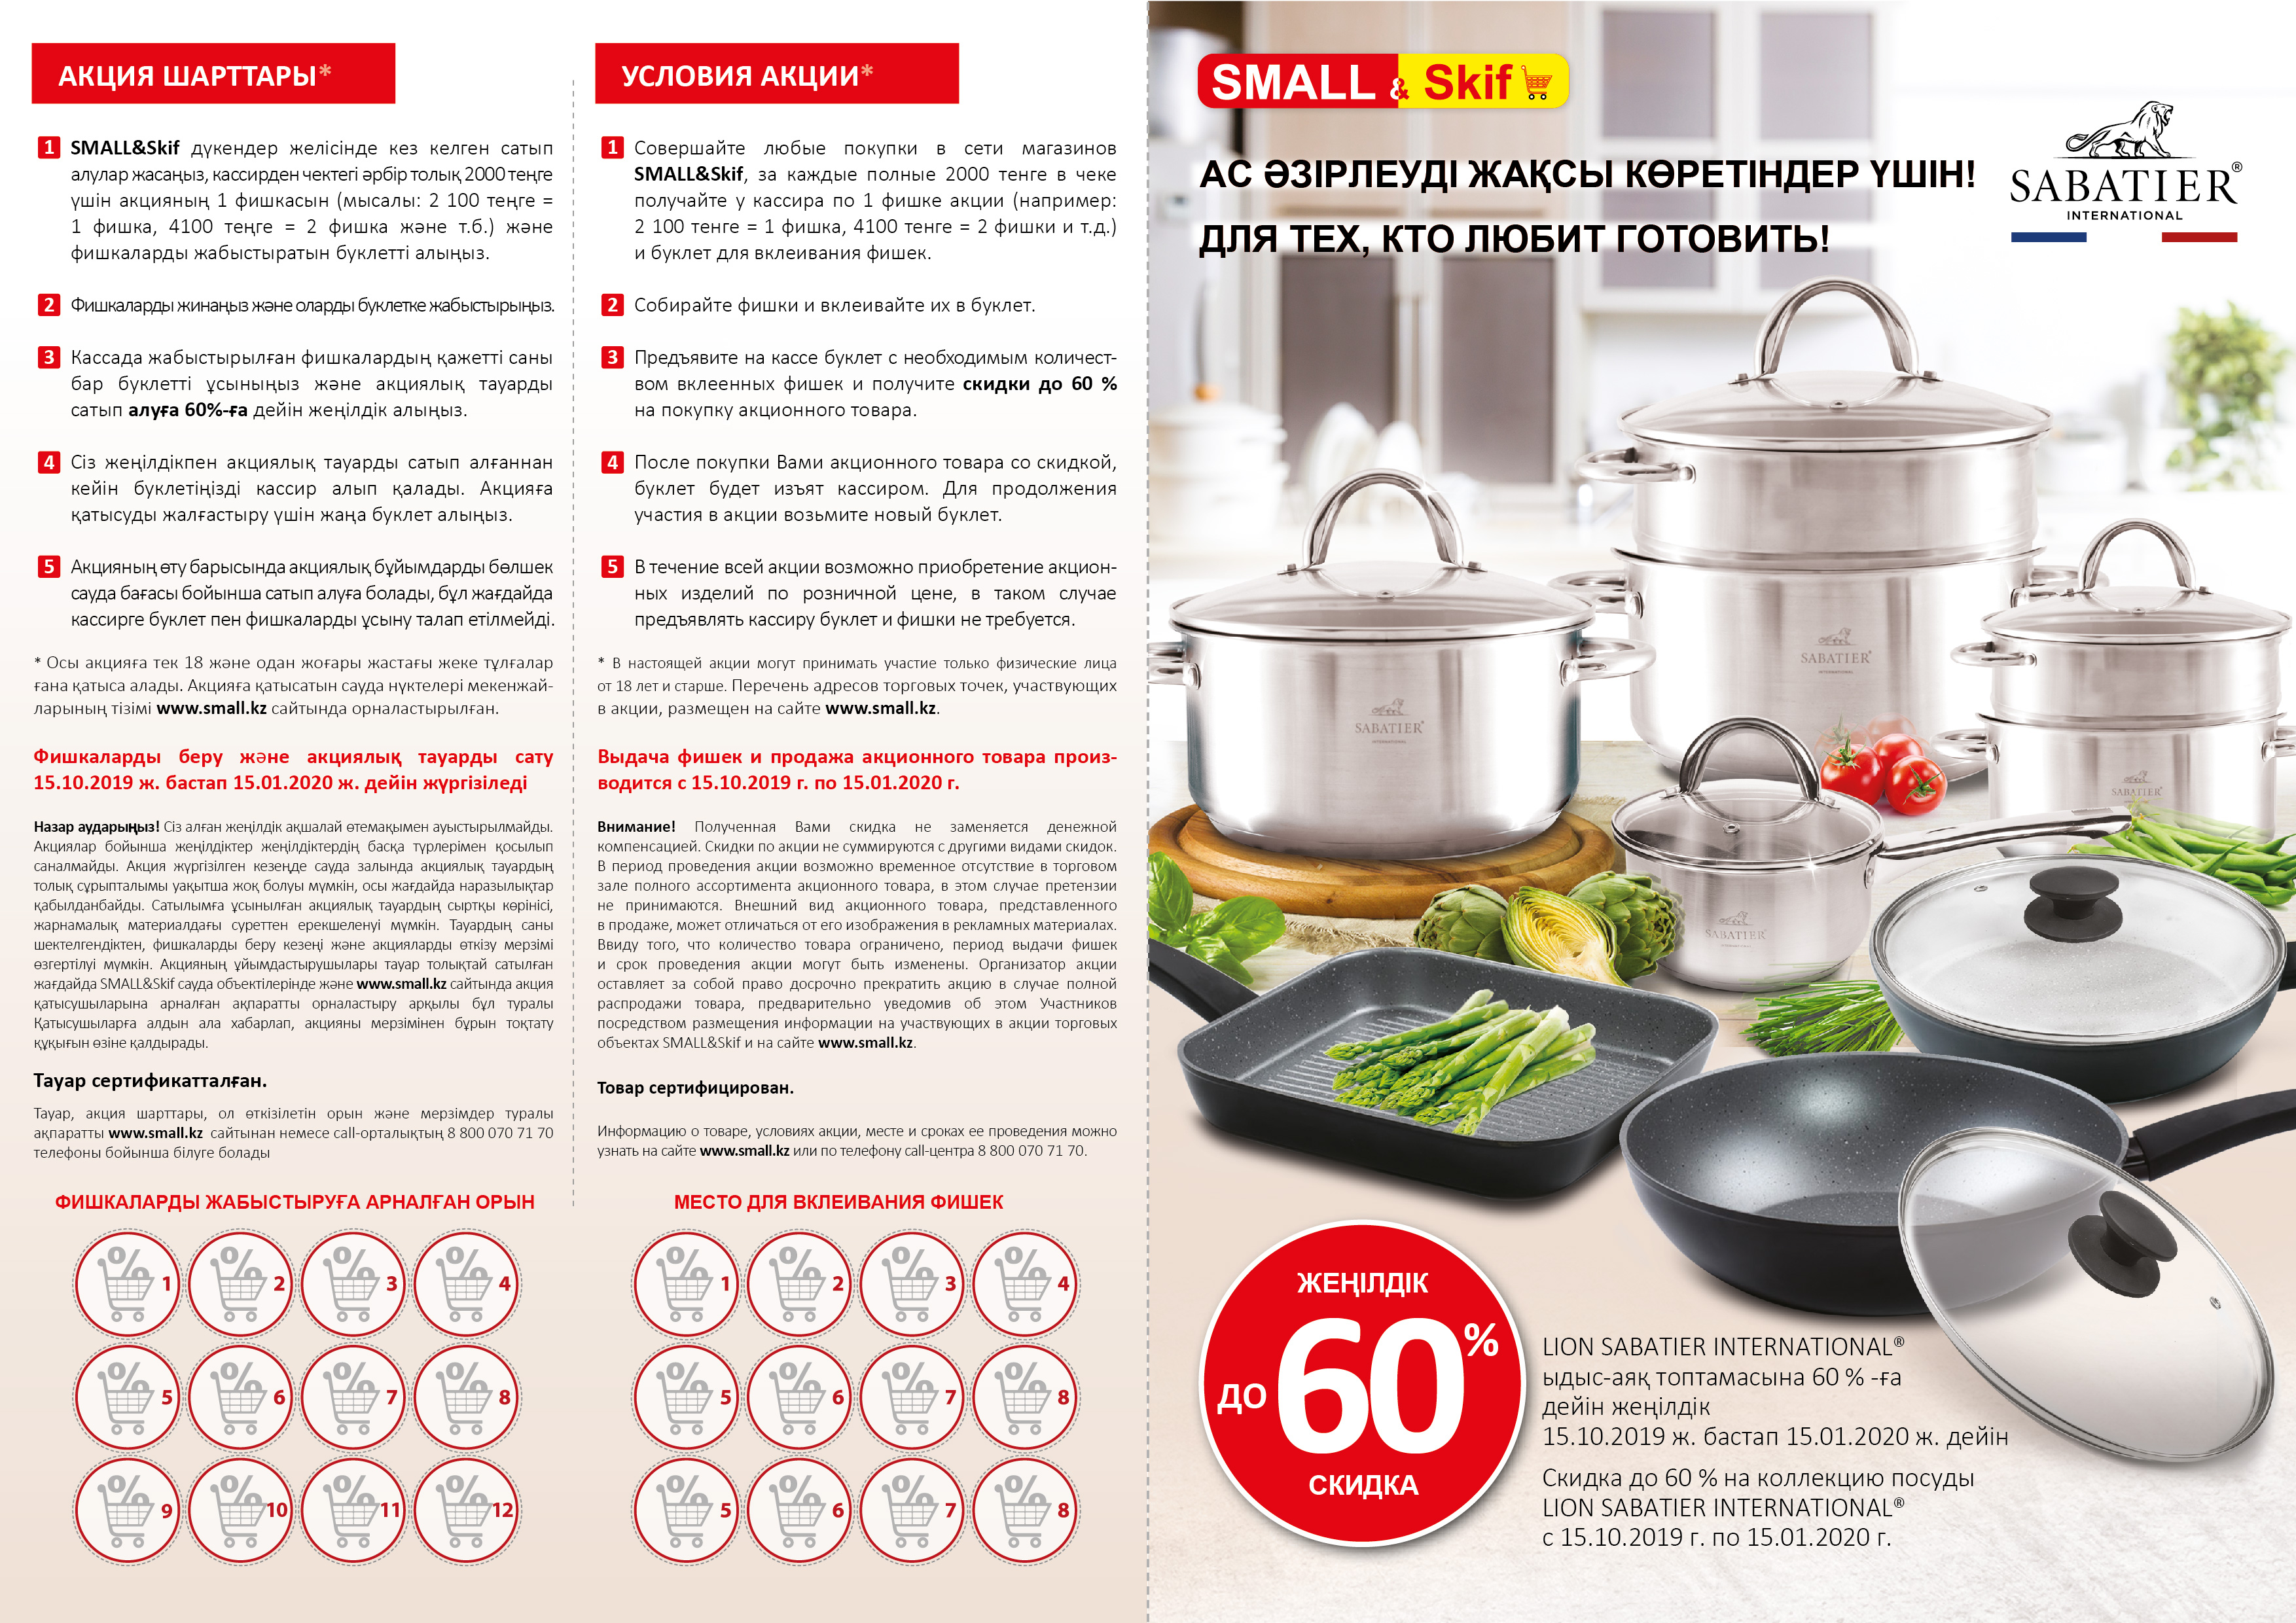 АКЦИЯ ШАРТТАРЫ*
1 SMALL&Skif дүкендер желісінде кез келген сатып
алулар жасаңыз, кассирден чектегі әрбір толық 2000 теңге
үшін акцияның 1 фишкасын (мысалы: 2 100 теңге =
1 фишка, 4100 теңге = 2 фишка және т.б.) және
фишкаларды жабыстыратын буклетті алыңыз.
2 Фишкаларды жинаңыз және оларды буклетке жабыстырыңыз.
3 Кассада жабыстырылған фишкалардың қажетті саны
бар буклетті ұсыныңыз және акциялық тауарды
сатып алуға 60%-ға дейін жеңілдік алыңыз.
4 Сіз жеңілдікпен акциялық тауарды сатып алғаннан
кейін буклетіңізді кассир алып қалады. Акцияға
қатысуды жалғастыру үшін жаңа буклет алыңыз.
5 Акцияның өту барысында акциялық бұйымдарды бөлшек
сауда бағасы бойынша сатып алуға болады, бұл жағдайда
кассирге буклет пен фишкаларды ұсыну талап етілмейді.
* Осы акцияға тек 18 және одан жоғары жастағы жеке тұлғалар
ғана қатыса алады. Акцияға қатысатын сауда нүктелері мекенжай-
ларының тізімі www.small.kz сайтында орналастырылған.
Фишкаларды беру және акциялық тауарды сату
15.10.2019 ж. бастап 15.01.2020 ж. дейін жүргізіледі
Назар аударыңыз! Сіз алған жеңілдік ақшалай өтемақымен ауыстырылмайды.
Акциялар бойынша жеңілдіктер жеңілдіктердің басқа түрлерімен қосылып
саналмайды. Акция жүргізілген кезеңде сауда залында акциялық тауардың
толық сұрыпталымы уақытша жоқ болуы мүмкін, осы жағдайда наразылықтар
қабылданбайды. Сатылымға ұсынылған акциялық тауардың сыртқы көрінісі,
жарнамалық материалдағы суреттен ерекшеленуі мүмкін. Тауардың саны
шектелгендіктен, фишкаларды беру кезеңі және акцияларды өткізу мерзімі
өзгертілуі мүмкін. Акцияның ұйымдастырушылары тауар толықтай сатылған
жағдайда SMALL&Skif сауда объектілерінде және www.small.kz сайтында акция
қатысушыларына арналған ақпаратты орналастыру арқылы бұл туралы
Қатысушыларға алдын ала хабарлап, акцияны мерзімінен бұрын тоқтату
құқығын өзіне қалдырады.
Тауар сертификатталған.
Тауар, акция шарттары, ол өткізілетін орын және мерзімдер туралы
ақпаратты www.small.kz сайтынан немесе call-орталықтың 8 800 070 71 70
телефоны бойынша білуге болады
ФИШКАЛАРДЫ ЖАБЫСТЫРУҒА АРНАЛҒАН ОРЫН
% 1 % 2 % 3 % 4
% 5 % 6 % 7 % 8
% 9 % 10 % 11 % 12
УСЛОВИЯ АКЦИИ*
1 Совершайте любые покупки в сети магазинов
SMALL&Skif, за каждые полные 2000 тенге в чеке
получайте у кассира по 1 фишке акции (например:
2 100 тенге = 1 фишка, 4100 тенге = 2 фишки и т.д.)
и буклет для вклеивания фишек.
2 Собирайте фишки и вклеивайте их в буклет.
3 Предъявите на кассе буклет с необходимым количест-
вом вклеенных фишек и получите скидки до 60 %
на покупку акционного товара.
4 После покупки Вами акционного товара со скидкой,
буклет будет изъят кассиром. Для продолжения
участия в акции возьмите новый буклет.
5 В течение всей акции возможно приобретение акцион-
ных изделий по розничной цене, в таком случае
предъявлять кассиру буклет и фишки не требуется.
* В настоящей акции могут принимать участие только физические лица
от 18 лет и старше. Перечень адресов торговых точек, участвующих
в акции, размещен на сайте www.small.kz.
Выдача фишек и продажа акционного товара произ-
водится с 15.10.2019 г. по 15.01.2020 г.
Внимание! Полученная Вами скидка не заменяется денежной
компенсацией. Скидки по акции не суммируются с другими видами скидок.
В период проведения акции возможно временное отсутствие в торговом
зале полного ассортимента акционного товара, в этом случае претензии
не принимаются. Внешний вид акционного товара, представленного
в продаже, может отличаться от его изображения в рекламных материалах.
Ввиду того, что количество товара ограничено, период выдачи фишек
и срок проведения акции могут быть изменены. Организатор акции
оставляет за собой право досрочно прекратить акцию в случае полной
распродажи товара, предварительно уведомив об этом Участников
посредством размещения информации на участвующих в акции торговых
объектах SMALL&Skif и на сайте www.small.kz.
Товар сертифицирован.
Информацию о товаре, условиях акции, месте и сроках ее проведения можно
узнать на сайте www.small.kz или по телефону call-центра 8 800 070 71 70.
МЕСТО ДЛЯ ВКЛЕИВАНИЯ ФИШЕК
% 1 % 2 % 3 % 4
% 5 % 6 % 7 % 8
% 5 % 6 % 7 % 8
SMALL & Skif
АС ӘЗІРЛЕУДІ ЖАҚСЫ КӨРЕТІНДЕР ҮШІН!
ДЛЯ ТЕХ, КТО ЛЮБИТ ГОТОВИТЬ!
SABATIER®
INTERNATIONAL
SABATIER
INTERNATIONAL
SABATIER
INTERNATIONAL
SABATIER
INTERNATIONAL
SABATIER
INTERNATIONAL
ЖЕҢІЛДІК
ДО 60%
СКИДКА
LION SABATIER INTERNATIONAL®
ыдыс-аяқ топтамасына 60 % -ға
дейін жеңілдік
15.10.2019 ж. бастап 15.01.2020 ж. дейін
Скидка до 60 % на коллекцию посуды
LION SABATIER INTERNATIONAL®
с 15.10.2019 г. по 15.01.2020 г.